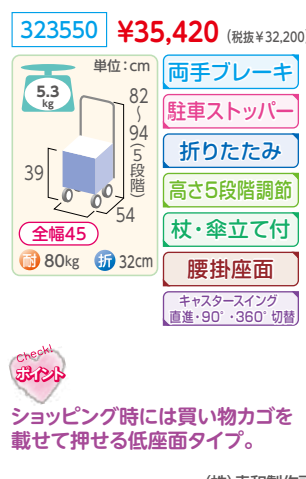 323550 ¥35,420 (税抜¥32,200
単位:cm
5.3
kg
82
〜
94
(5段階)
39
54
全幅45
耐 80kg 折 32cm
両手ブレーキ
駐車ストッパー
折りたたみ
高さ5段階調節
杖・傘立て付
腰掛座面
キャスタースイング
直進・90°・360°切替
Check!
ポイント
ショッピング時には買い物カゴを
載せて押せる低座面タイプ。